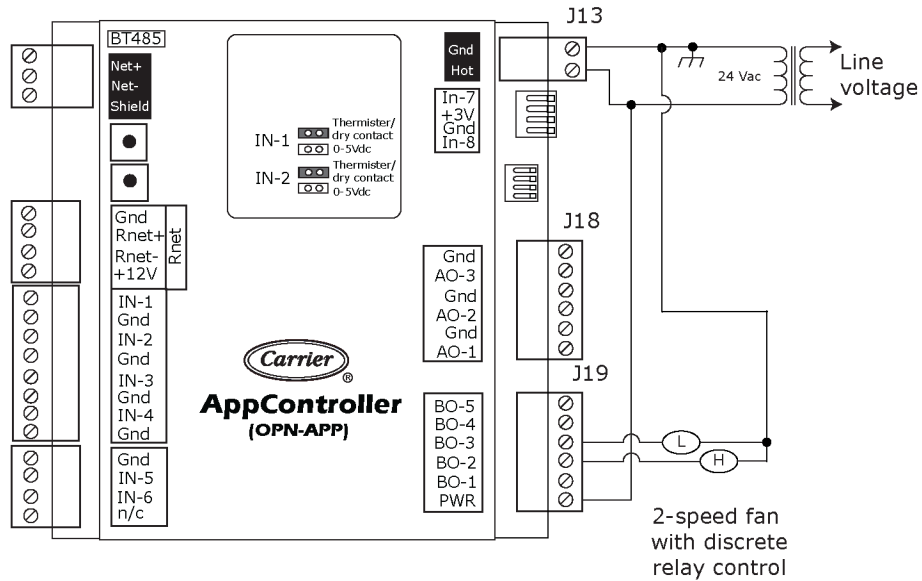 J13
BT485
Net+
Net-
Shield
Gnd
Hot
24 Vac
Line
voltage
In-7
+3V
Gnd
In-8
IN-1
Thermister/
dry contact
0-5Vdc
IN-2
Thermister/
dry contact
0-5Vdc
Gnd
Rnet+
Rnet-
+12V
Rnet
J18
Gnd
AO-3
Gnd
AO-2
Gnd
AO-1
IN-1
Gnd
IN-2
Gnd
IN-3
Gnd
IN-4
Gnd
Carrier
®
AppController
(OPN-APP)
J19
BO-5
BO-4
BO-3
BO-2
BO-1
PWR
L
H
Gnd
IN-5
IN-6
n/c
2-speed fan
with discrete
relay control